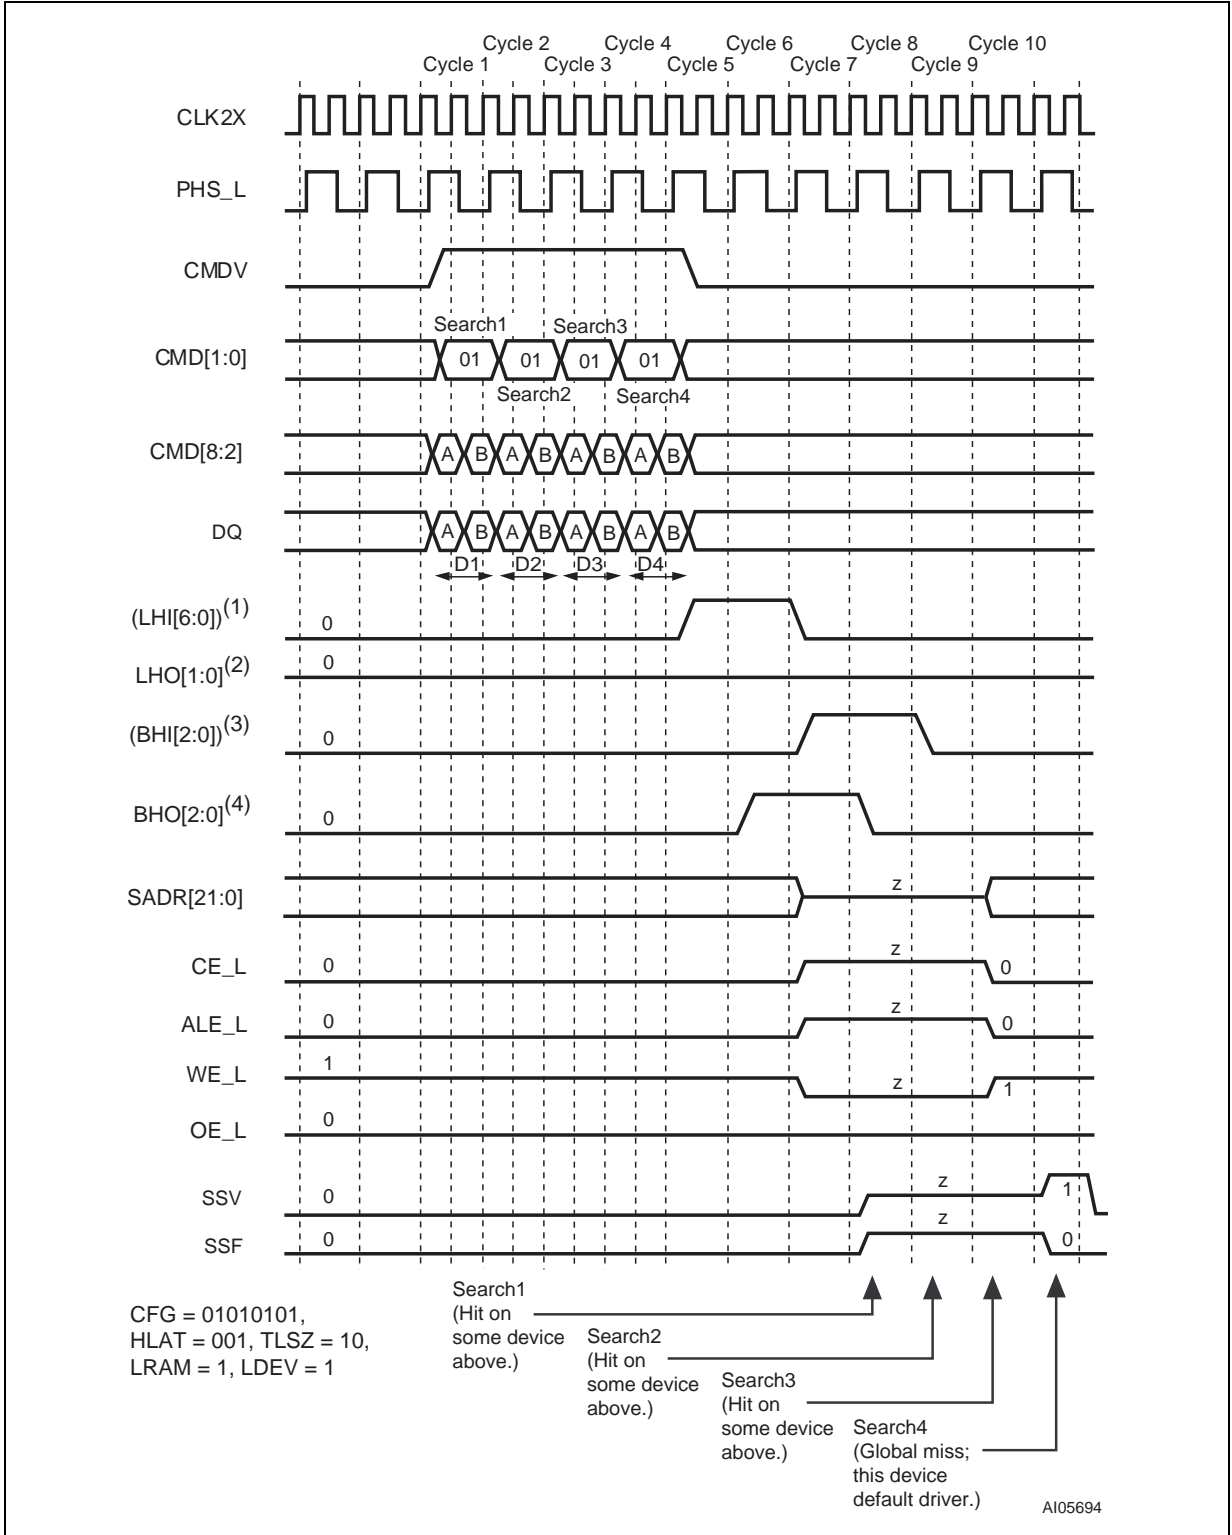 Cycle 2 Cycle 4 Cycle 6 Cycle 8 Cycle 10
Cycle 1 Cycle 3 Cycle 5 Cycle 7 Cycle 9
CLK2X
PHS_L
CMDV
Search1 Search3
CMD[1:0] 01 01 01 01
Search2 Search4
CMD[8:2] A B A B A B A B
DQ A B A B A B A B
D1 D2 D3 D4
(LHI[6:0])(1) 0
LHO[1:0](2) 0
(BHI[2:0])(3) 0
BHO[2:0](4) 0
SADR[21:0] z
CE_L 0 z 0
ALE_L 0 z 0
WE_L 1 z 1
OE_L 0
SSV 0 z 1
SSF 0 z 0
CFG = 01010101,
HLAT = 001, TLSZ = 10,
LRAM = 1, LDEV = 1
Search1
(Hit on
some device
above.)
Search2
(Hit on
some device
above.)
Search3
(Hit on
some device
above.)
Search4
(Global miss;
this device
default driver.)
AI05694